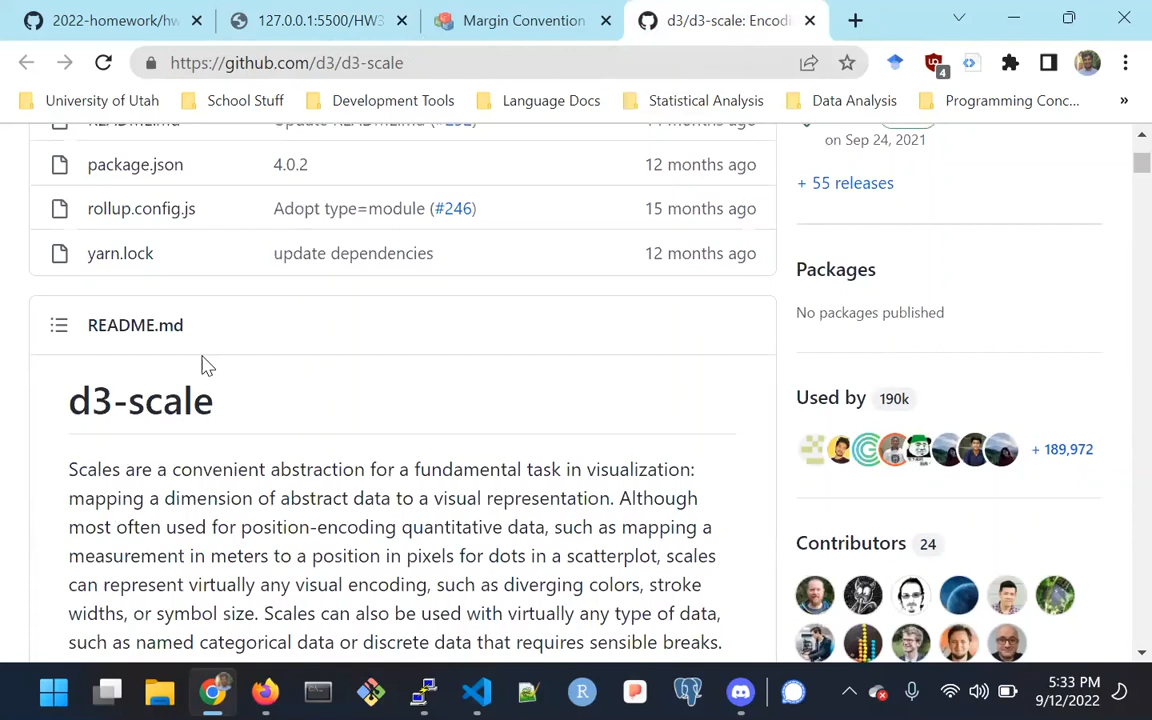 2022-homework/hw
127.0.0.1:5500/HW3
Margin Convention
d3/d3-scale: Encodi
https://github.com/d3/d3-scale
4
University of Utah
School Stuff
Development Tools
Language Docs
Statistical Analysis
Data Analysis
Programming Conc...
»
package.json
4.0.2
12 months ago
rollup.config.js
Adopt type=module (#246)
15 months ago
yarn.lock
update dependencies
12 months ago
README.md
d3-scale
Scales are a convenient abstraction for a fundamental task in visualization:
mapping a dimension of abstract data to a visual representation. Although
most often used for position-encoding quantitative data, such as mapping a
measurement in meters to a position in pixels for dots in a scatterplot, scales
can represent virtually any visual encoding, such as diverging colors, stroke
widths, or symbol size. Scales can also be used with virtually any type of data,
such as named categorical data or discrete data that requires sensible breaks.
on Sep 24, 2021
+ 55 releases
Packages
No packages published
Used by 190k
+ 189,972
Contributors 24
5:33 PM
9/12/2022